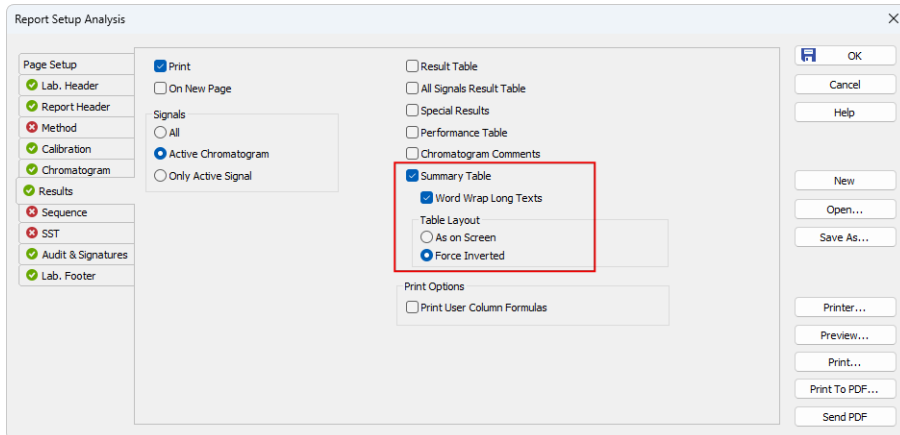 Report Setup Analysis
Page Setup
Lab. Header
Report Header
Method
Calibration
Chromatogram
Results
Sequence
SST
Audit & Signatures
Lab. Footer
Print
On New Page
Signals
All
Active Chromatogram
Only Active Signal
Result Table
All Signals Result Table
Special Results
Performance Table
Chromatogram Comments
Summary Table
Word Wrap Long Texts
Table Layout
As on Screen
Force Inverted
Print Options
Print User Column Formulas
OK
Cancel
Help
New
Open...
Save As...
Printer...
Preview...
Print...
Print To PDF...
Send PDF